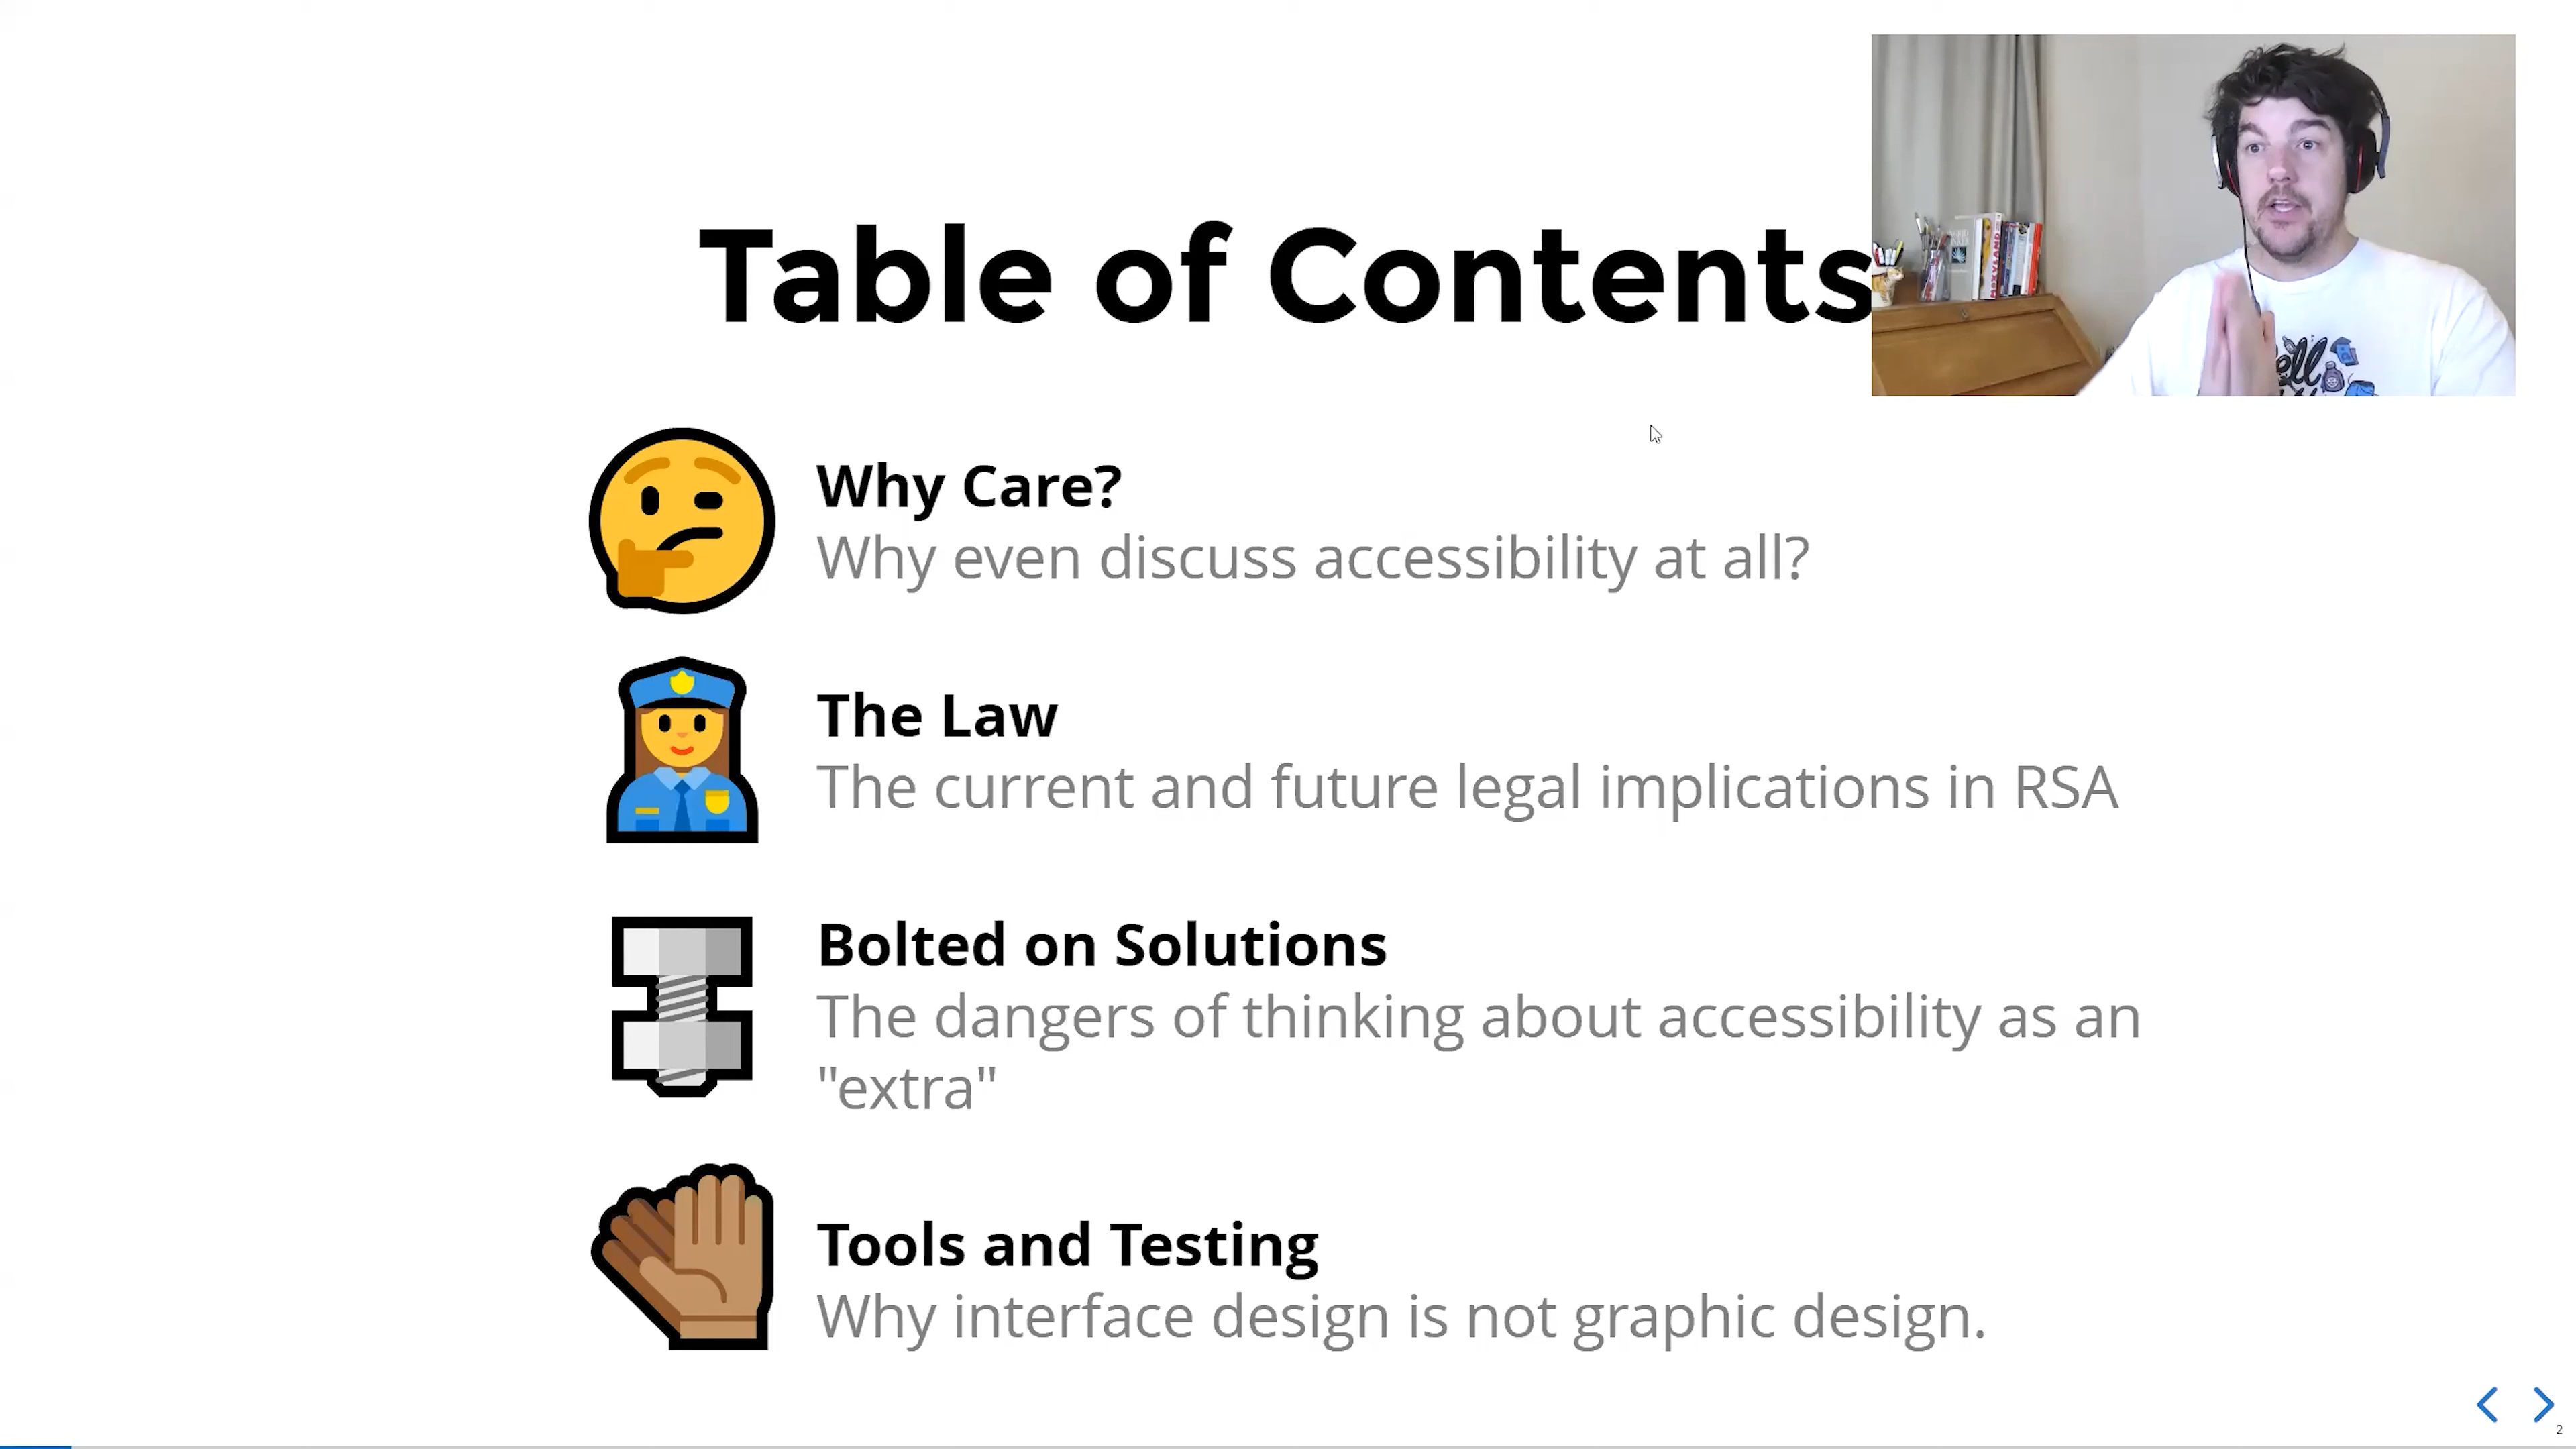 Table of Contents
Why Care?
Why even discuss accessibility at all?
The Law
The current and future legal implications in RSA
Bolted on Solutions
The dangers of thinking about accessibility as an
"extra"
Tools and Testing
Why interface design is not graphic design.
2